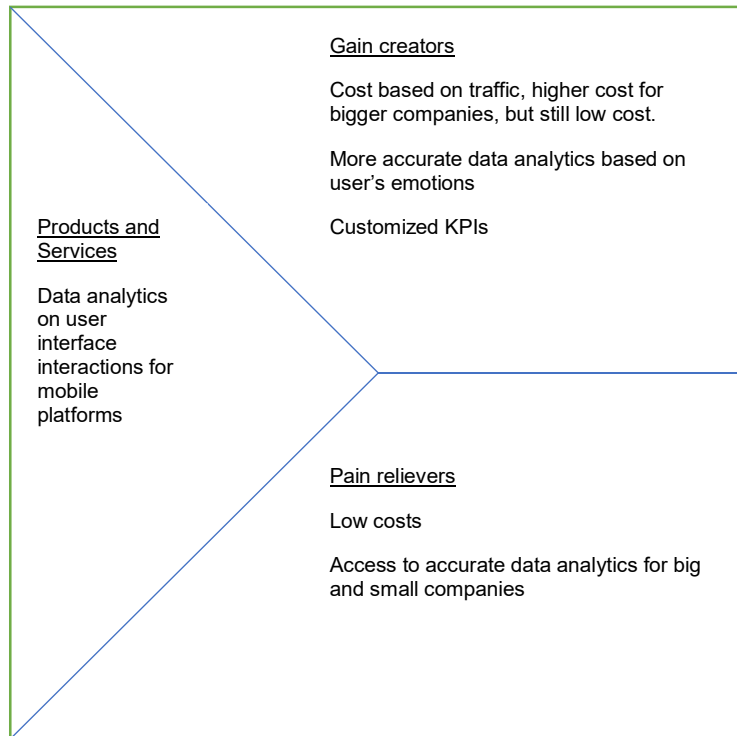 Gain creators
Cost based on traffic, higher cost for
bigger companies, but still low cost.
More accurate data analytics based on
user's emotions
Customized KPIs
Products and
Services
Data analytics
on user
interface
interactions for
mobile
platforms
Pain relievers
Low costs
Access to accurate data analytics for big
and small companies